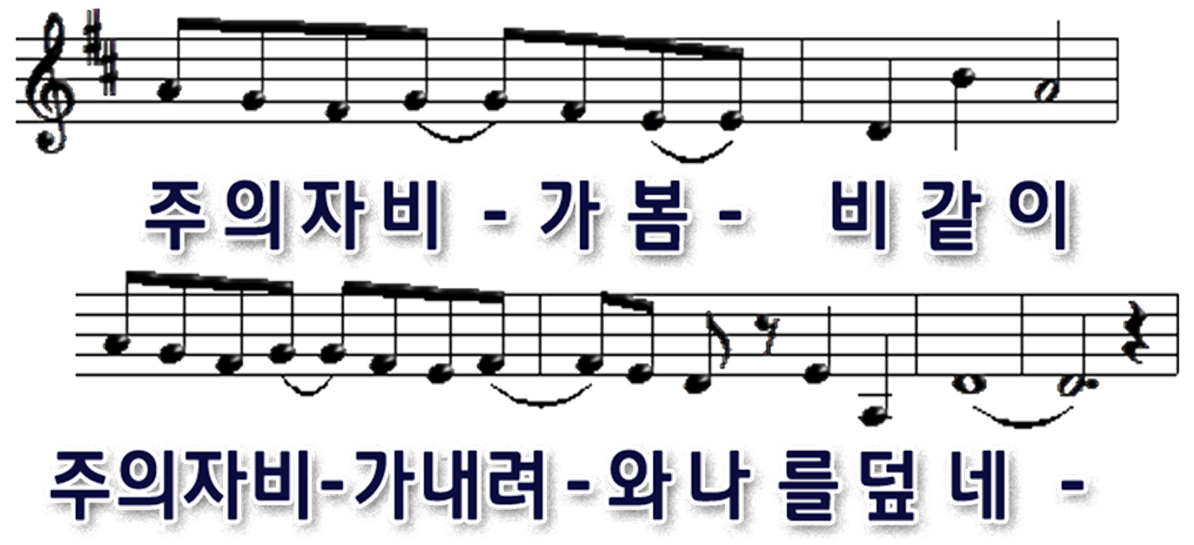 주의자비 - 가 봄 - 비 같 이
주의자비-가내려 - 와 나 를 덮 네 -